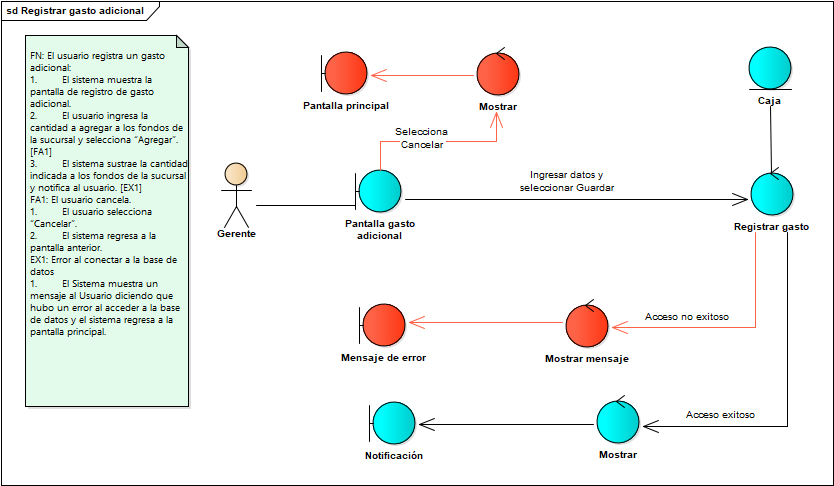 sd Registrar gasto adicional
FN: El usuario registra un gasto
adicional:
1. El sistema muestra la
pantalla de registro de gasto
adicional.
2. El usuario ingresa la
cantidad a agregar a los fondos de
la sucursal y selecciona “Agregar”.
[FA1]
3. El sistema sustrae la cantidad
indicada a los fondos de la sucursal
y notifica al usuario. [EX1]
FA1: El usuario cancela.
1. El usuario selecciona
“Cancelar”.
2. El sistema regresa a la
pantalla anterior.
EX1: Error al conectar a la base de
datos
1. El Sistema muestra un
mensaje al Usuario diciendo que
hubo un error al acceder a la base
de datos y el sistema regresa a la
pantalla principal.
Pantalla principal
Mostrar
Caja
Selecciona
Cancelar
Ingresar datos y
seleccionar Guardar
Gerente
Pantalla gasto
adicional
Registrar gasto
Acceso no exitoso
Mensaje de error
Mostrar mensaje
Acceso exitoso
Notificación
Mostrar